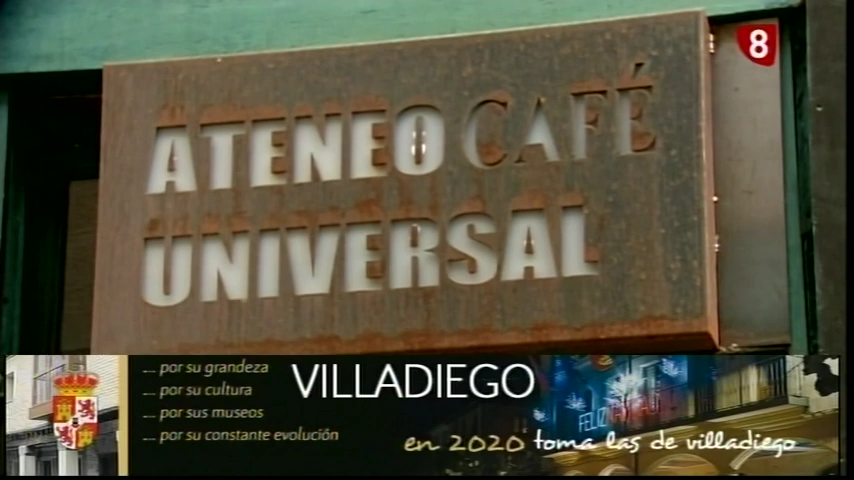 8
ATENEO CAFÉ
UNIVERSAL
... por su grandeza
... por su cultura
... por sus museos
... por su constante evolución
VILLADIEGO
FELIZ
en 2020 toma las de villadiego